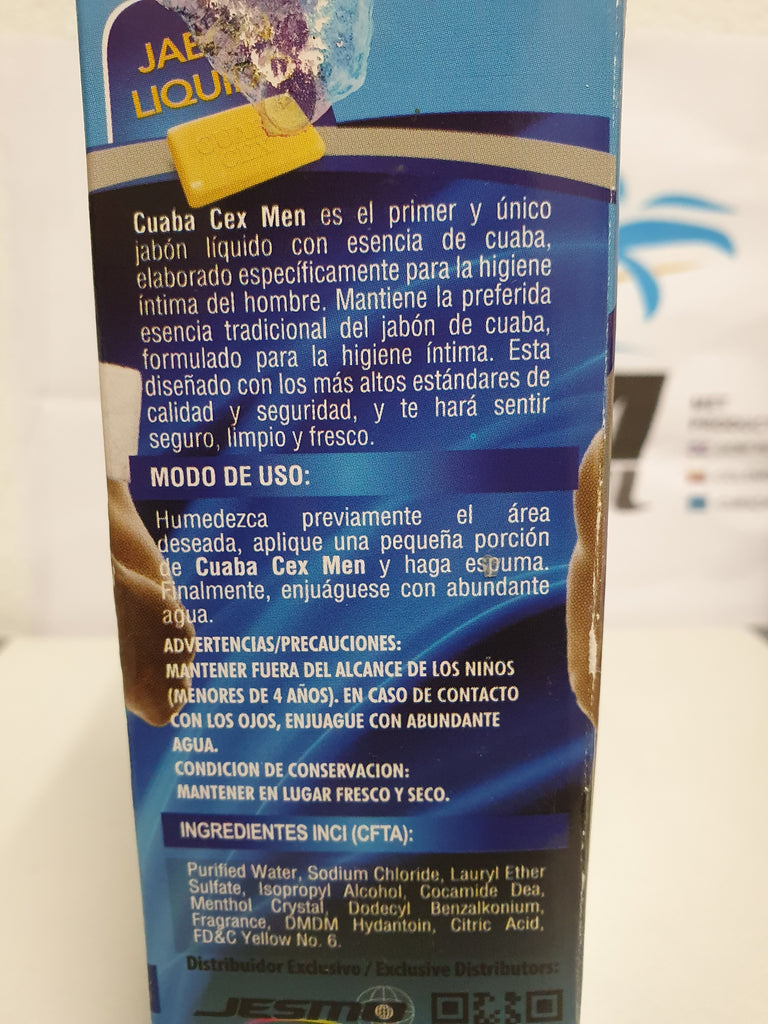 JAB
LIQUI
CUABA
CEX
Cuaba Cex Men es el primer y único
jabón líquido con esencia de cuaba,
elaborado específicamente para la higiene
íntima del hombre. Mantiene la preferida
esencia tradicional del jabón de cuaba,
formulado para la higiene íntima. Esta
diseñado con los más altos estándares de
calidad y seguridad, y te hará sentir
seguro, limpio y fresco.
MODO DE USO:
Humedezca previamente el área
deseada, aplique una pequeña porción
de Cuaba Cex Men y haga espuma.
Finalmente, enjuáguese con abundante
agua.
ADVERTENCIAS/PRECAUCIONES:
MANTENER FUERA DEL ALCANCE DE LOS NIÑOS
(MENORES DE 4 AÑOS). EN CASO DE CONTACTO
CON LOS OJOS, ENJUAGUE CON ABUNDANTE
AGUA.
CONDICION DE CONSERVACION:
MANTENER EN LUGAR FRESCO Y SECO.
INGREDIENTES INCI (CFTA):
Purified Water, Sodium Chloride, Lauryl Ether
Sulfate, Isopropyl Alcohol, Cocamide Dea,
Menthol Crystal, Dodecyl Benzalkonium,
Fragrance, DMDM Hydantoin, Citric Acid,
FD&C Yellow No. 6.
Distribuidor Exclusivo / Exclusive Distributors:
JESMO